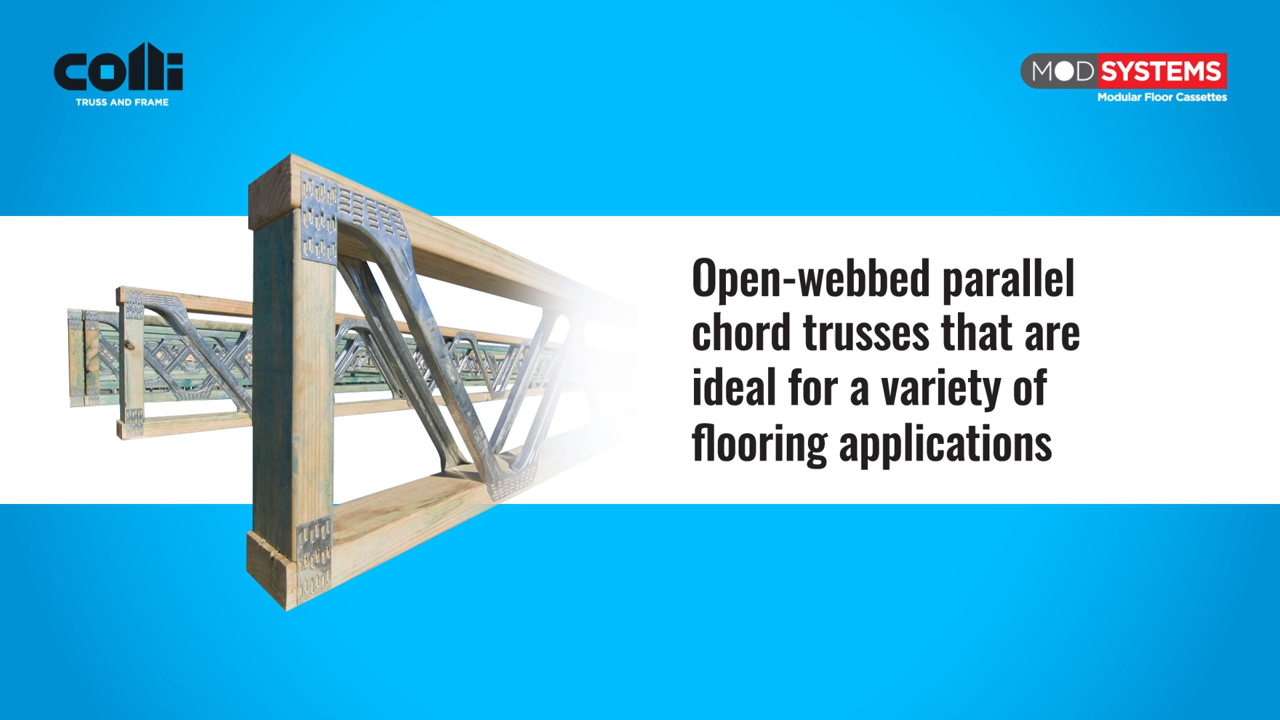 colli
TRUSS AND FRAME
MOD SYSTEMS
Modular Floor Cassettes
Open-webbed parallel
chord trusses that are
ideal for a variety of
flooring applications